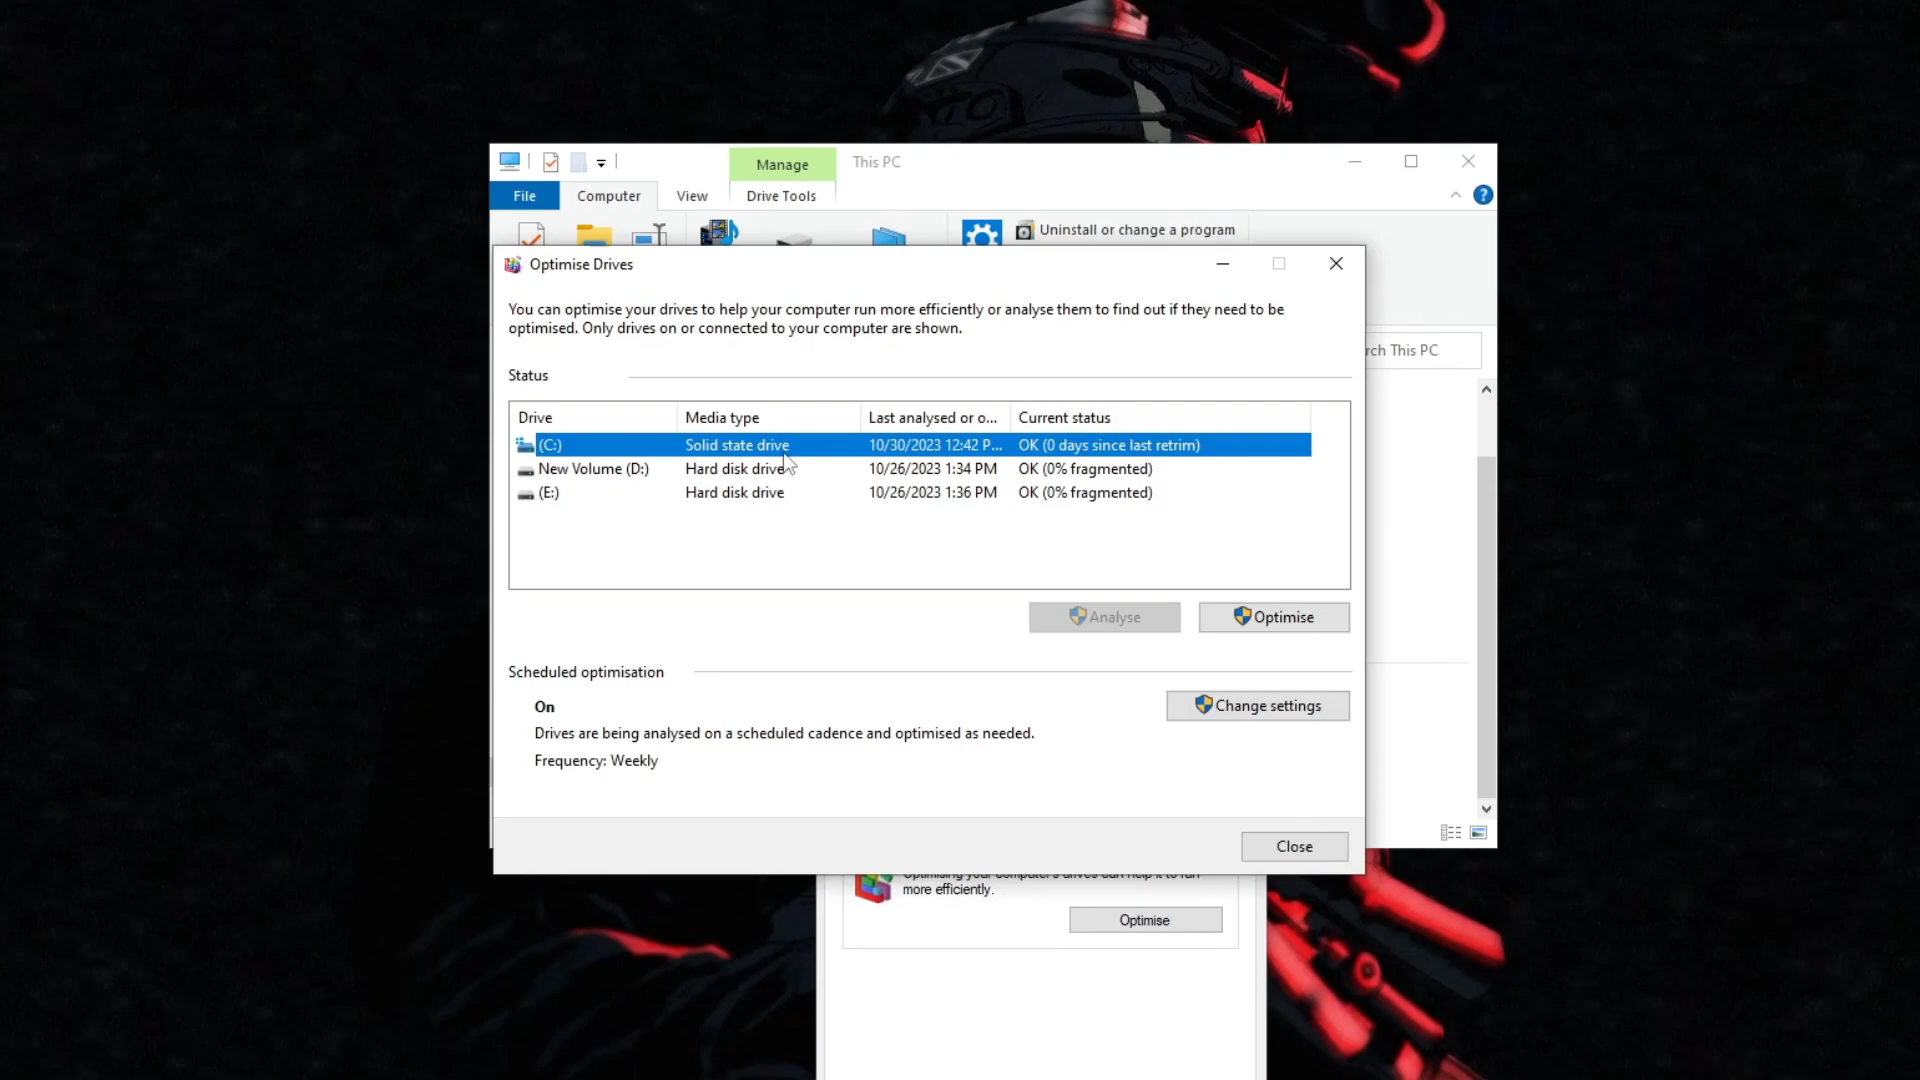 Manage
This PC
File
Computer
View
Drive Tools
?
Uninstall or change a program
Optimise Drives
You can optimise your drives to help your computer run more efficiently or analyse them to find out if they need to be
optimised. Only drives on or connected to your computer are shown.
rch This PC
Status
Drive Media type Last analysed or o... Current status
(C:) Solid state drive 10/30/2023 12:42 P... OK (0 days since last retrim)
New Volume (D:) Hard disk drive 10/26/2023 1:34 PM OK (0% fragmented)
(E:) Hard disk drive 10/26/2023 1:36 PM OK (0% fragmented)
Analyse
Optimise
Scheduled optimisation
On
Change settings
Drives are being analysed on a scheduled cadence and optimised as needed.
Frequency: Weekly
Close
Optimising your computer's drives can help it to run
more efficiently.
Optimise